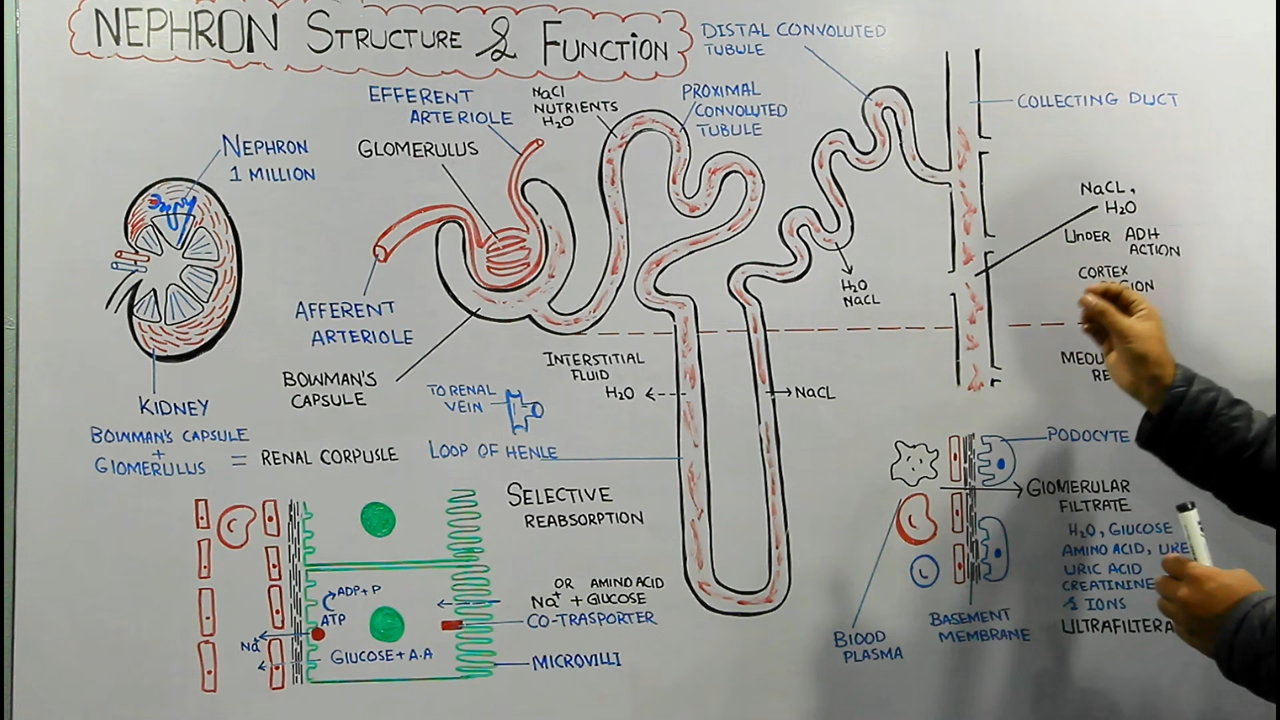 NEPHRON STRUCTURE & FUNCTION
DISTAL CONVOLUTED
TUBULE
EFFERENT
ARTERIOLE
NaCl
NUTRIENTS
H₂O
PROXIMAL
CONVOLUTED
TUBULE
COLLECTING DUCT
NEPHRON
1 MILLION
GLOMERULUS
NaCL,
H₂O
UNDER ADH
ACTION
CORTEX
H₂O
NaCL
AFFERENT
ARTERIOLE
INTERSTITIAL
FLUID
H₂O
NaCL
BOWMAN'S
CAPSULE
TO RENAL
VEIN
KIDNEY
BOWMAN'S CAPSULE
+
GlOMERULUS = RENAL CORPUSLE
LOOP OF HENLE
PODOCYTE
GlOMERULAR
FILTRATE
H₂O, GlUCOSE
AMINO ACID,
URIC ACID
CREATININE
& IONS
BlOOD
PLASMA
BASEMENT
MEMBRANE
SELECTIVE
REABSORPTION
OR AMINO ACID
Na⁺ + GlUCOSE
CO-TRASPORTER
MICROVILLI
ADP + P
ATP
Na⁺
GlUCOSE + A.A